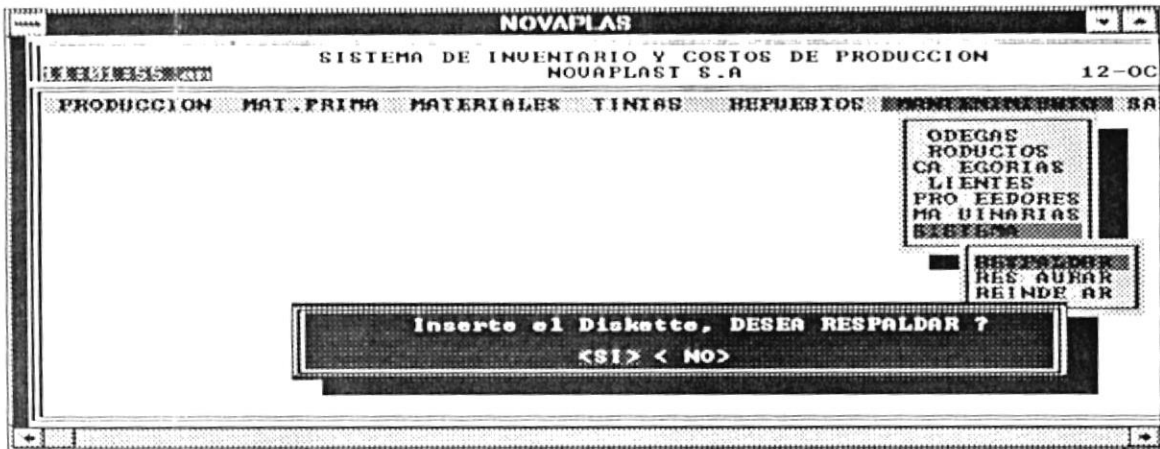 NOVAPLAS
SISTEMA DE INVENTARIO Y COSTOS DE PRODUCCION
NOVAPLAST S.A
12-OC
PRODUCCION MAT.PRIMA MATERIALES TINTAS REPUESTOS MANTENIMIENTO SA
ODEGAS
RODUCTOS
CA EGORIAS
LIENTES
PRO EEDORES
MA UINARIAS
SISTEMA
RESPALDAR
RES AURAR
REINDE AR
Inserte el Diskette, DESEA RESPALDAR ?
<SI> < NO>